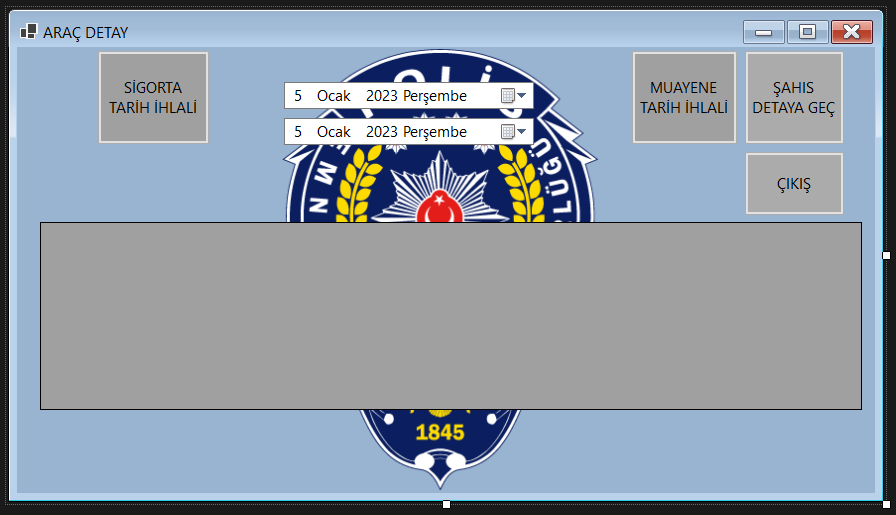 ARAÇ DETAY
SİGORTA
TARİH İHLALİ
5 Ocak 2023 Perşembe
5 Ocak 2023 Perşembe
MUAYENE
TARİH İHLALİ
ŞAHIS
DETAYA GEÇ
ÇIKIŞ
1845